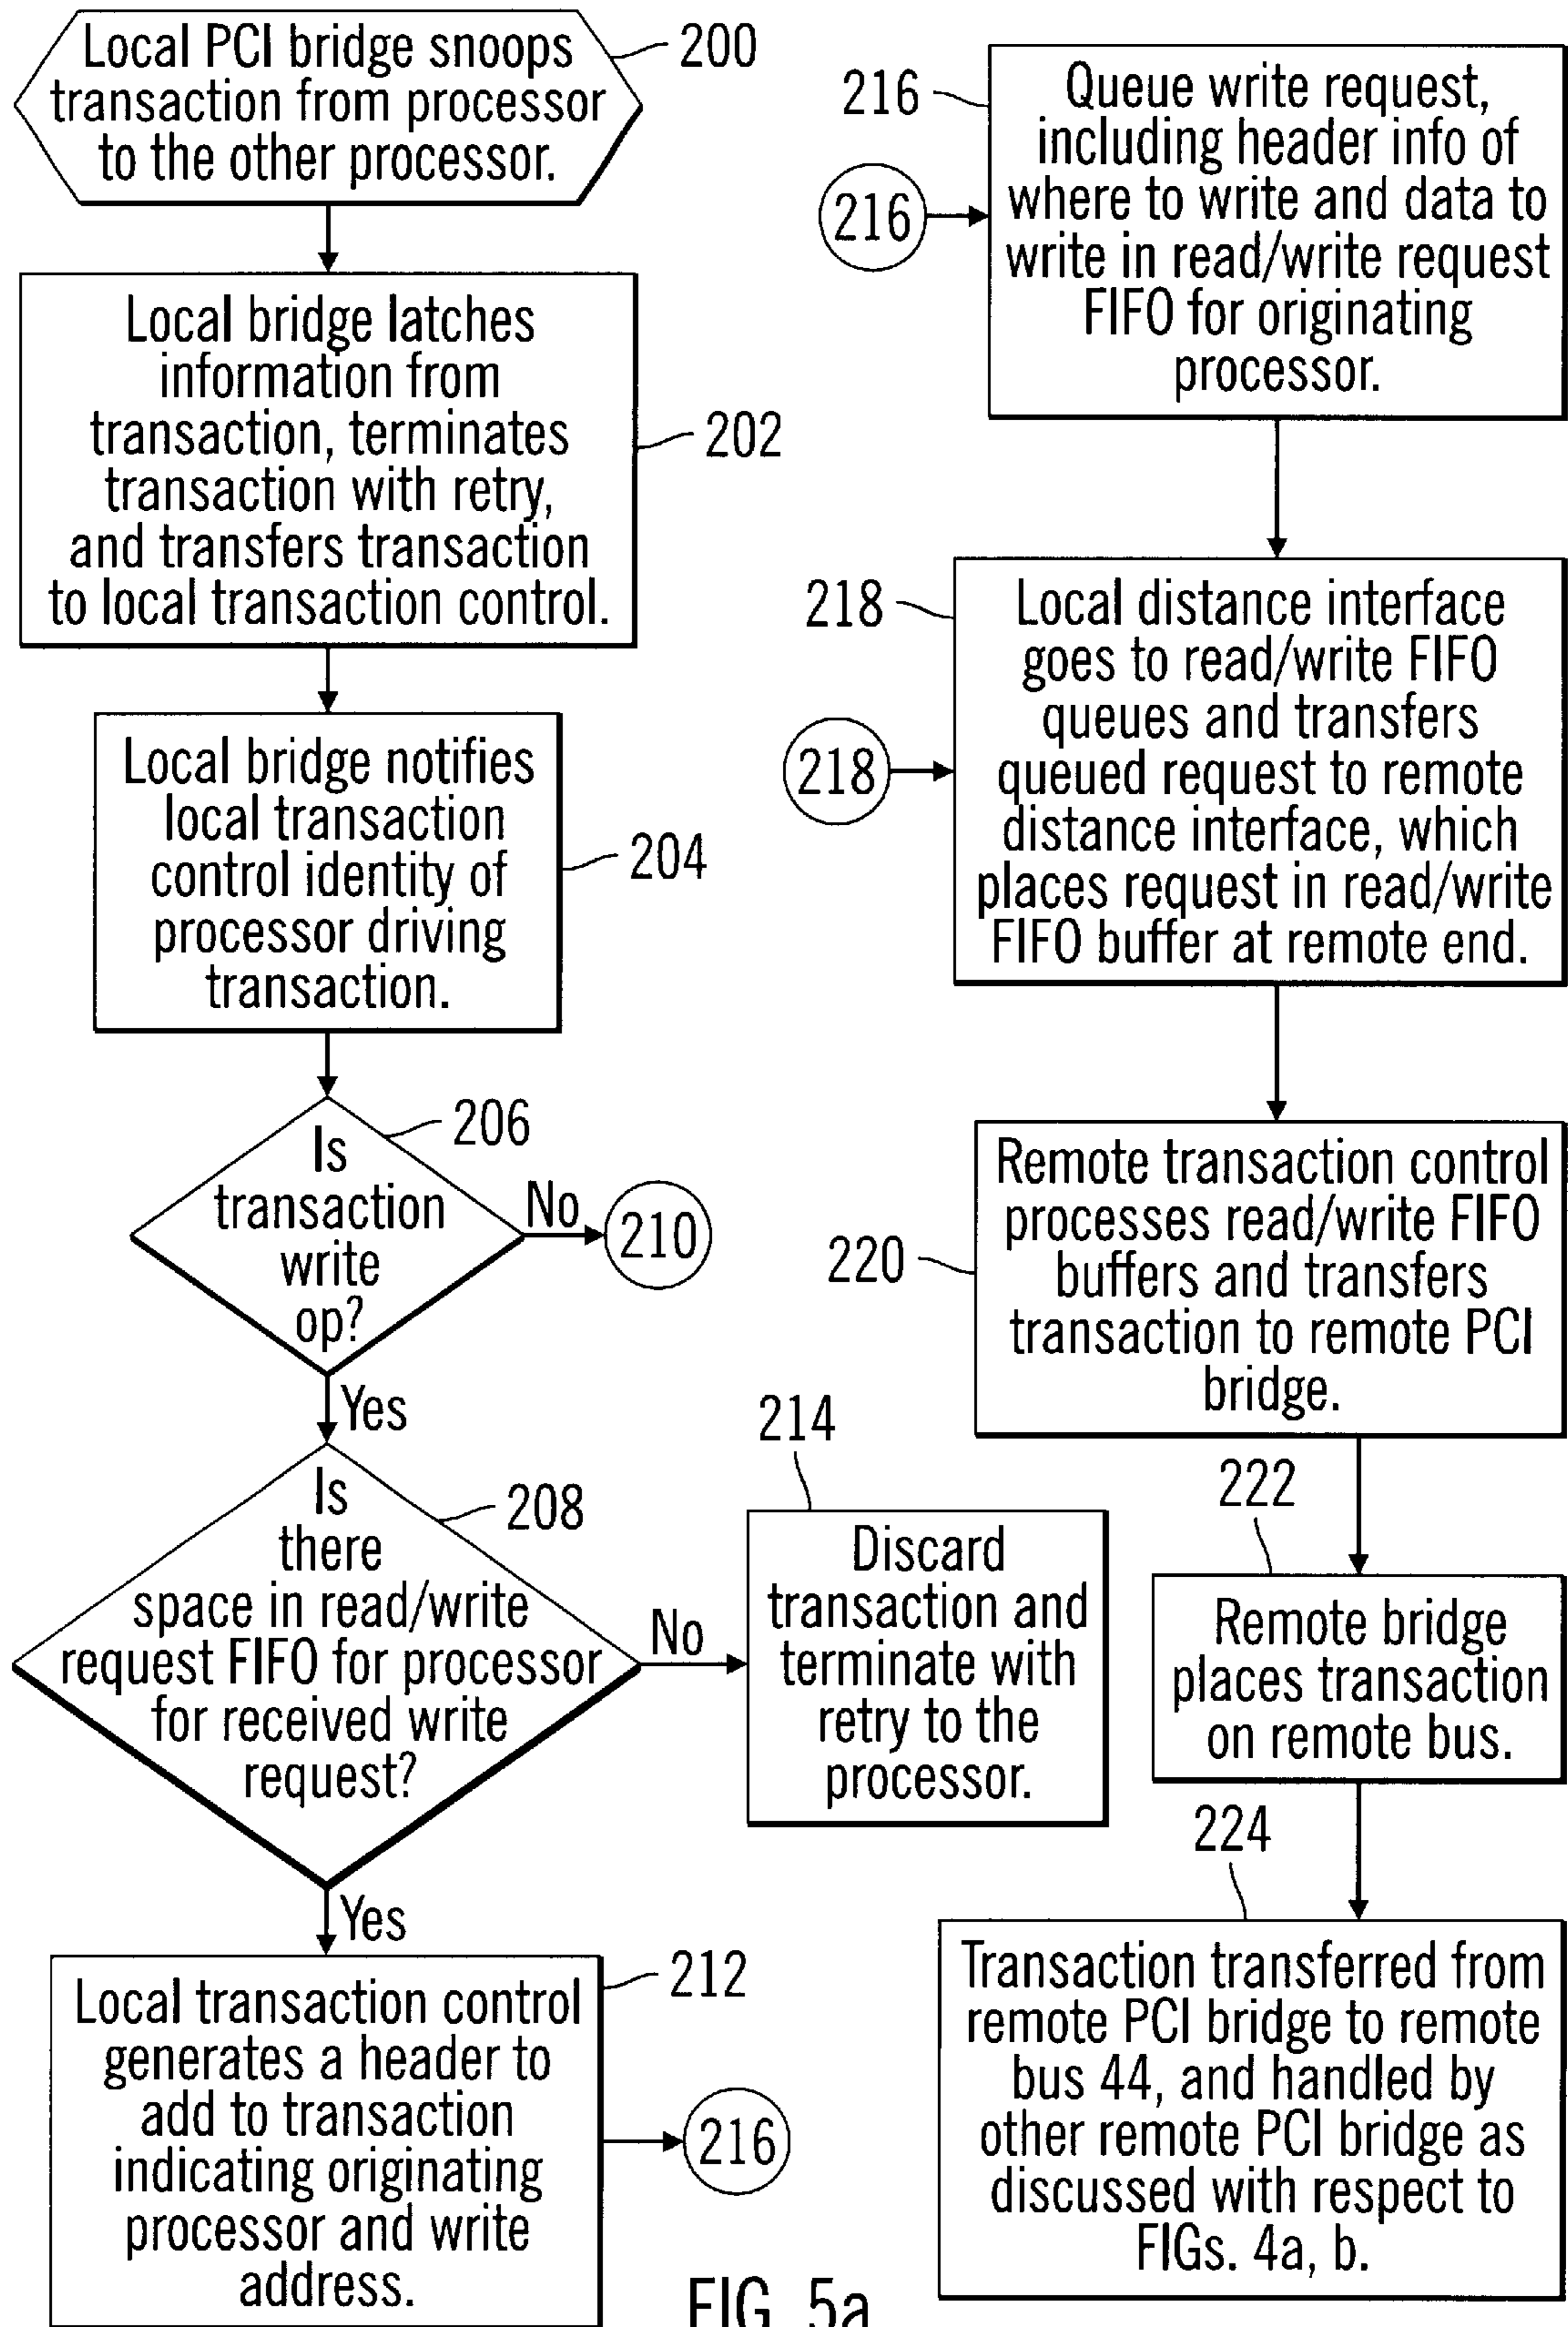 Local PCI bridge snoops
transaction from processor
to the other processor.
200
Local bridge latches
information from
transaction, terminates
transaction with retry,
and transfers transaction
to local transaction control.
202
Local bridge notifies
local transaction
control identity of
processor driving
transaction.
204
Is
transaction
write
op?
206
No
210
Yes
Is
there
space in read/write
request FIFO for processor
for received write
request?
208
No
214
Discard
transaction and
terminate with
retry to the
processor.
Yes
Local transaction control
generates a header to
add to transaction
indicating originating
processor and write
address.
212
216
216
Queue write request,
including header info of
where to write and data to
write in read/write request
FIFO for originating
processor.
216
218
Local distance interface
goes to read/write FIFO
queues and transfers
queued request to remote
distance interface, which
places request in read/write
FIFO buffer at remote end.
218
220
Remote transaction control
processes read/write FIFO
buffers and transfers
transaction to remote PCI
bridge.
222
Remote bridge
places transaction
on remote bus.
224
Transaction transferred from
remote PCI bridge to remote
bus 44, and handled by
other remote PCI bridge as
discussed with respect to
FIGs. 4a, b.
FIG. 5a